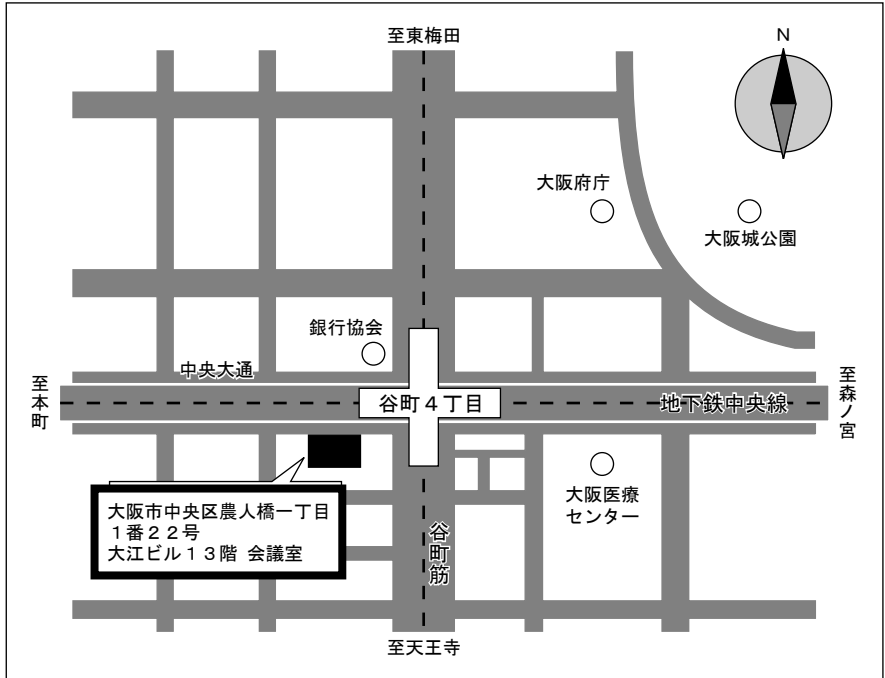 至東梅田
N
大阪府庁
大阪城公園
銀行協会
中央大通
至本町
谷町４丁目
地下鉄中央線
至森ノ宮
大阪市中央区農人橋一丁目
１番２２号
大江ビル１３階 会議室
谷町筋
大阪医療
センター
至天王寺